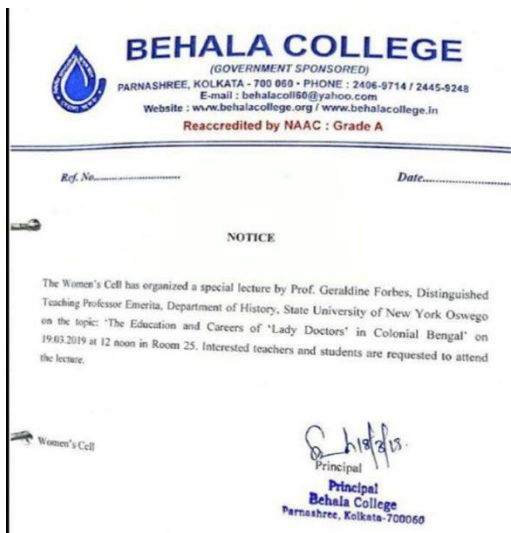 BEHALA COLLEGE
(GOVERNMENT SPONSORED)
PARNASHREE, KOLKATA - 700 060 • PHONE : 2406-9714 / 2445-9248
E-mail : behalacoll60@yahoo.com
Website : www.behalacollege.org / www.behalacollege.in
Reaccredited by NAAC : Grade A
Ref. No............................. Date.............................
NOTICE
The Women's Cell has organized a special lecture by Prof. Geraldine Forbes, Distinguished
Teaching Professor Emerita, Department of History, State University of New York Oswego
on the topic: 'The Education and Careers of 'Lady Doctors' in Colonial Bengal' on
19.03.2019 at 12 noon in Room 25. Interested teachers and students are requested to attend
the lecture.
Women's Cell
Principal
Principal
Behala College
Parnashree, Kolkata-700060